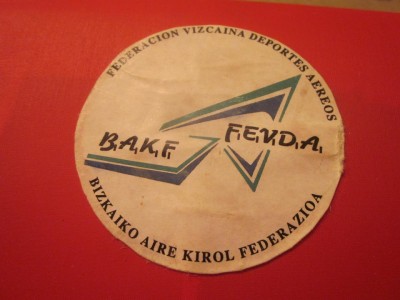 FEDERACION VIZCAINA DEPORTES AEREOS
B.A.K.F.
F.E.V.D.A.
BIZKAIKO AIRE KIROL FEDERAZIOA